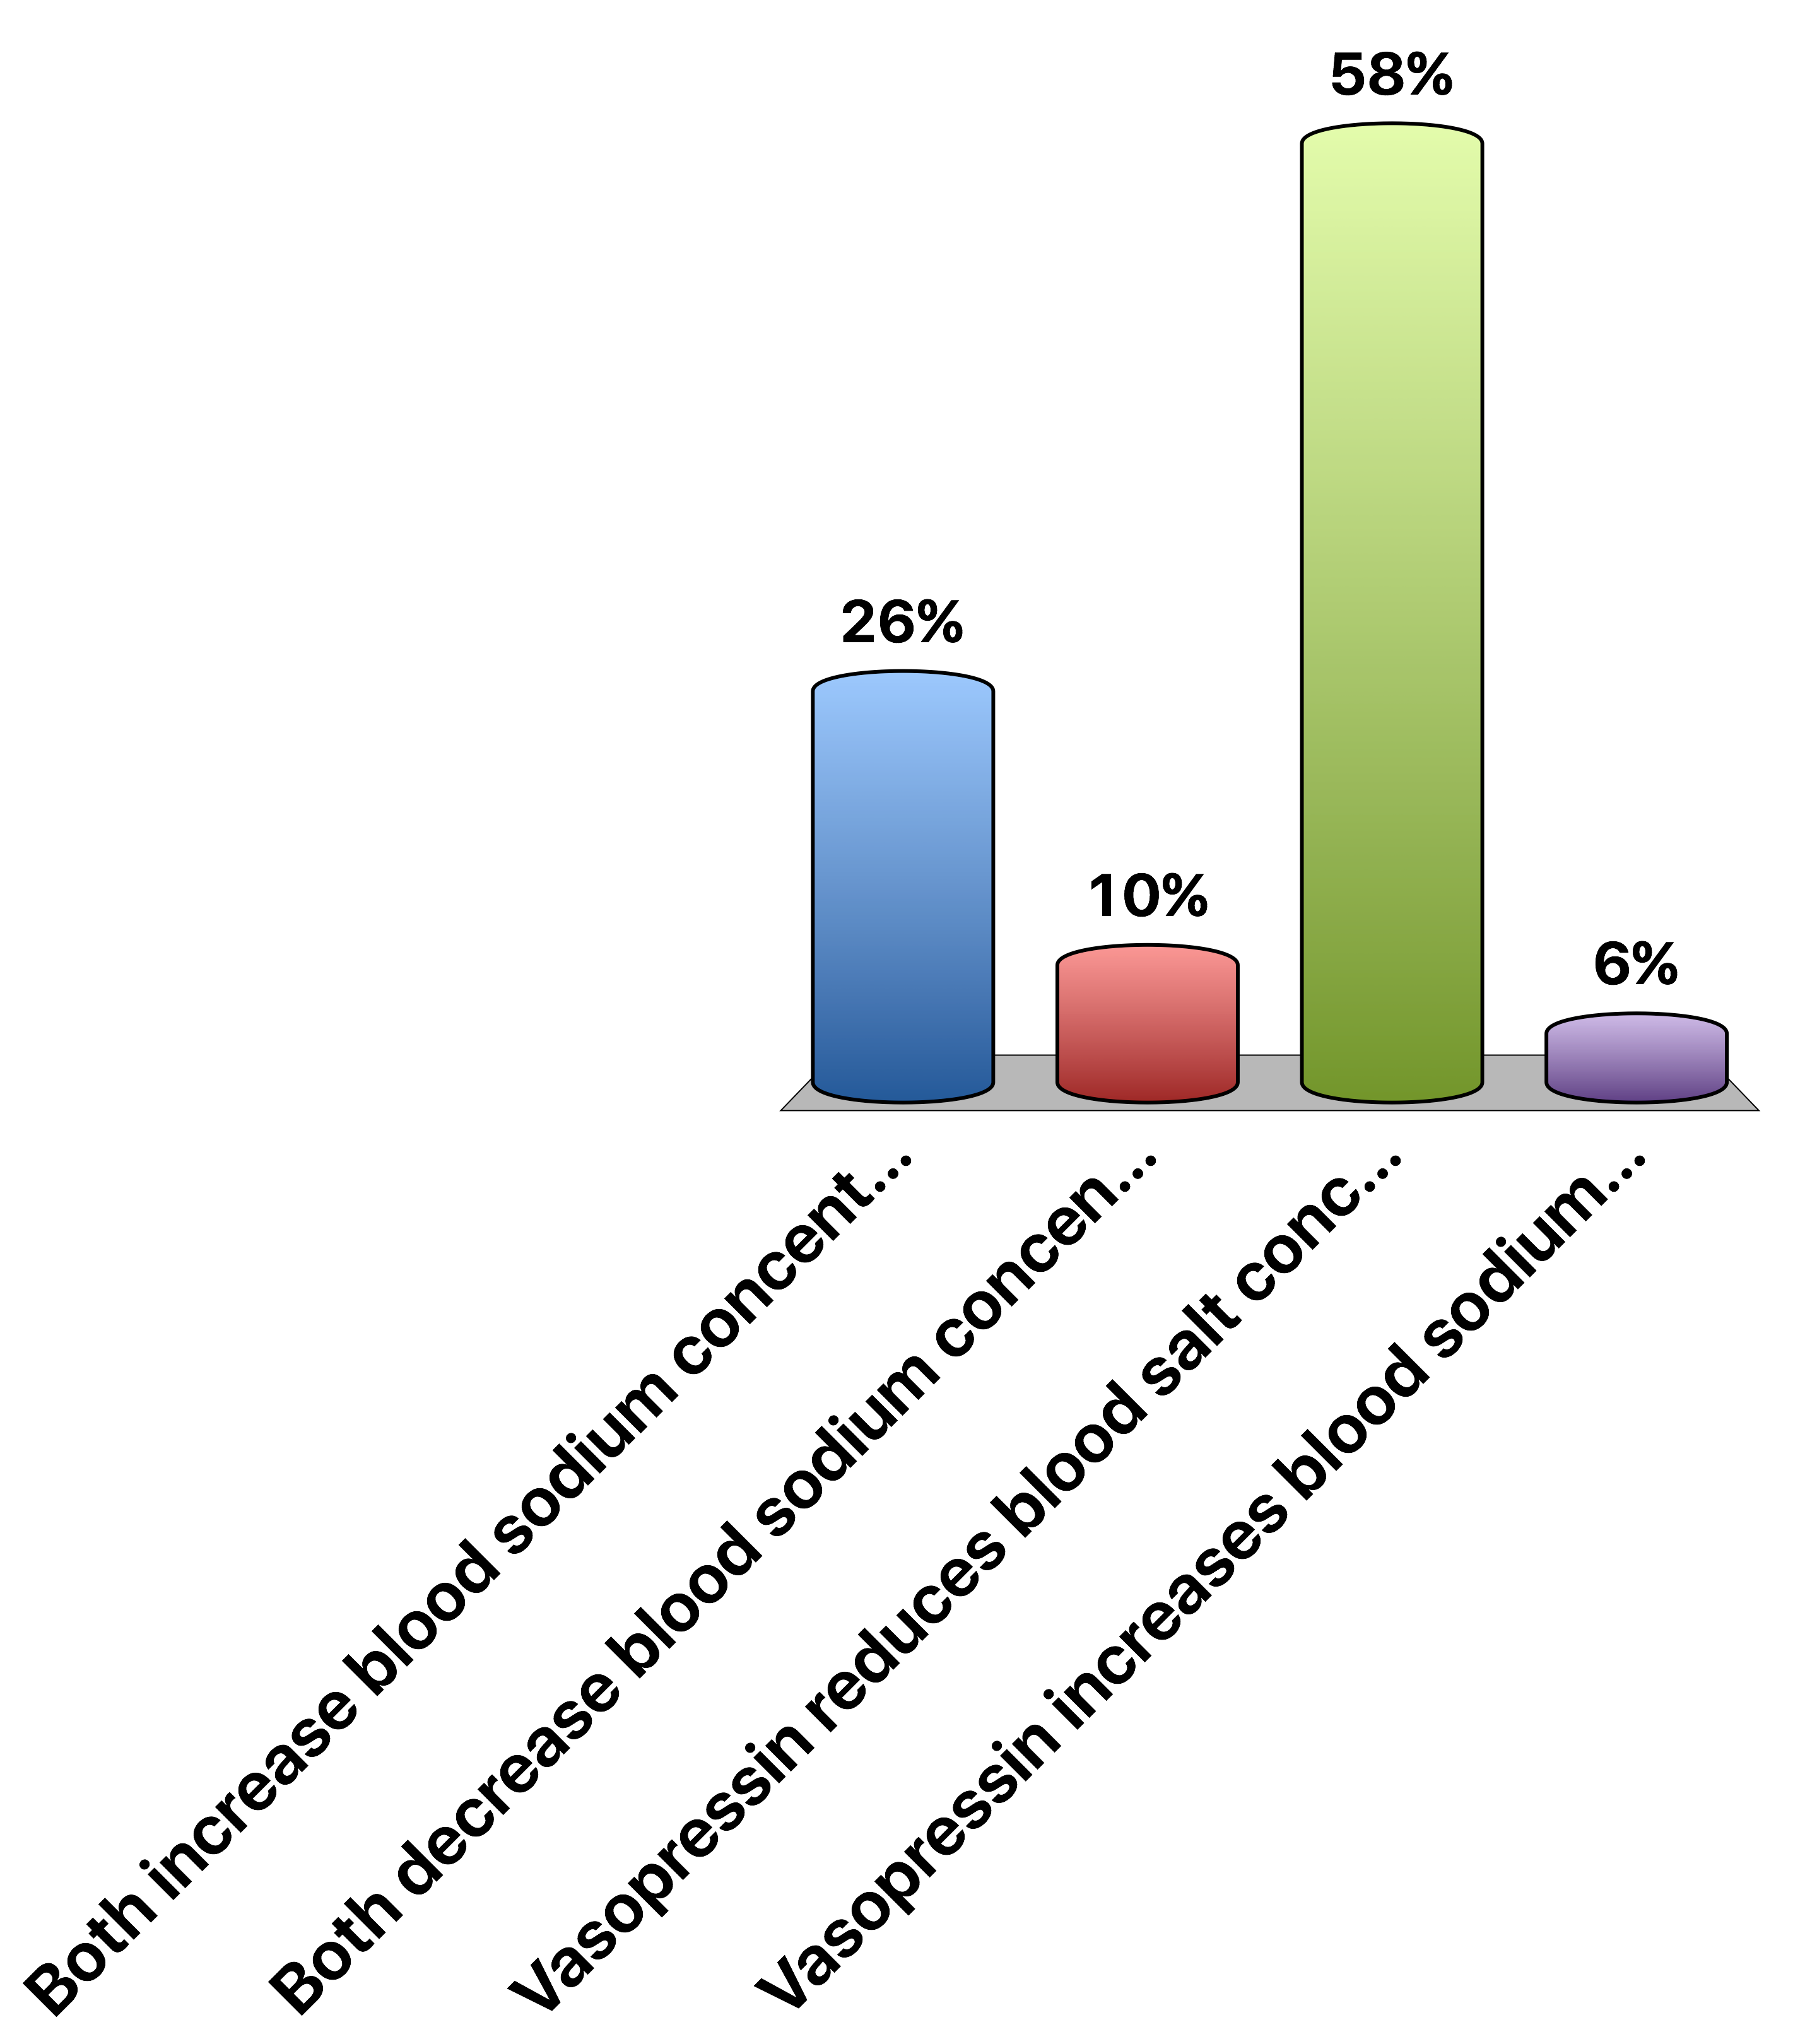 58%
26%
10%
6%
Both increase blood sodium concent...
Both decrease blood sodium concen...
Vasopressin reduces blood salt conc...
Vasopressin increases blood sodium...